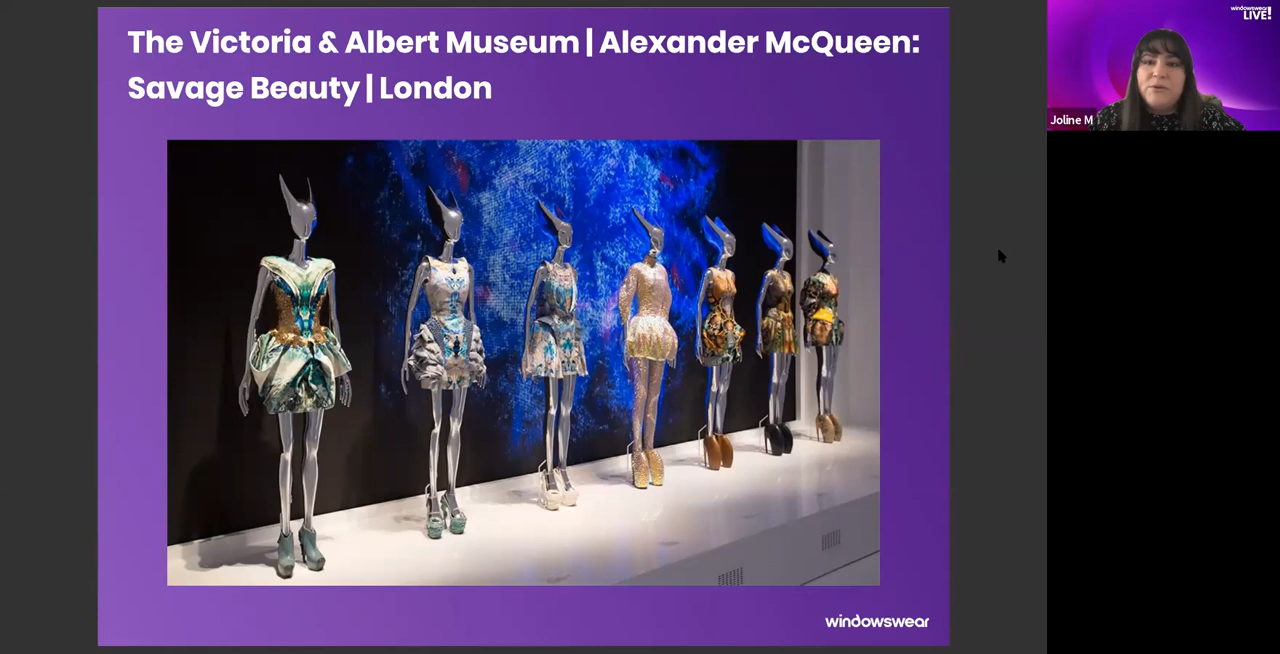 The Victoria & Albert Museum | Alexander McQueen:
Savage Beauty | London
windowswear
windowswear
LIVE!
Joline M